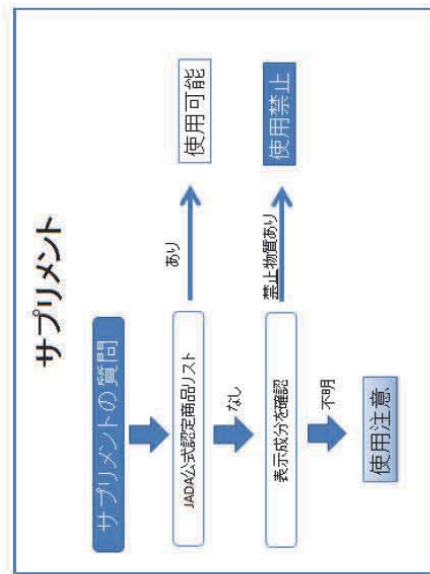 サプリメント
サプリメントの質問
JADA公式認定商品リスト
あり
使用可能
なし
表示成分を確認
禁止物質あり
使用禁止
不明
使用注意